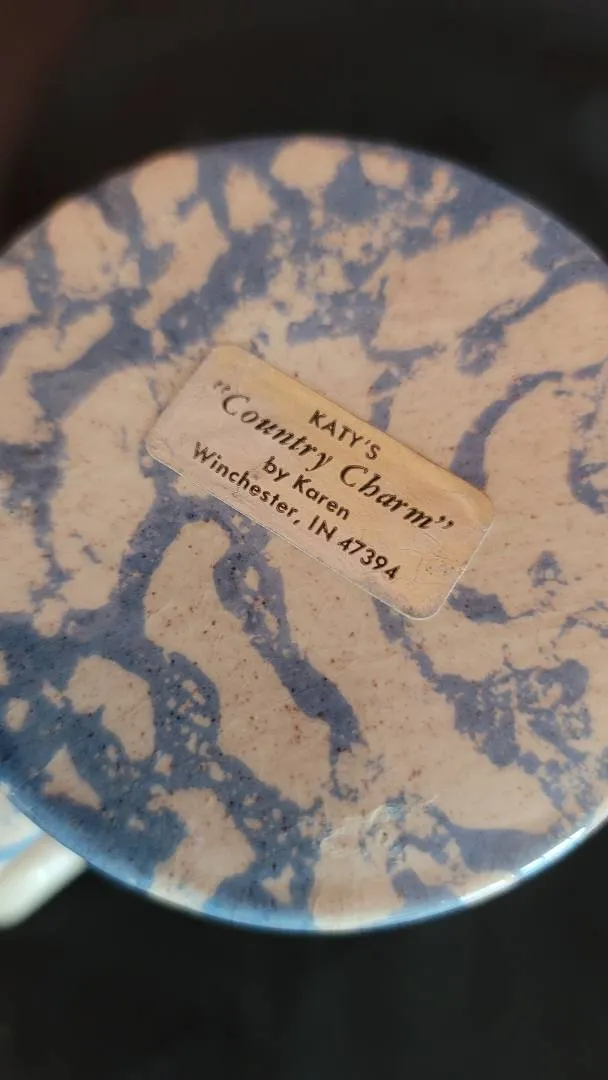 KATY'S
"Country Charm"
by Karen
Winchester, IN 47394